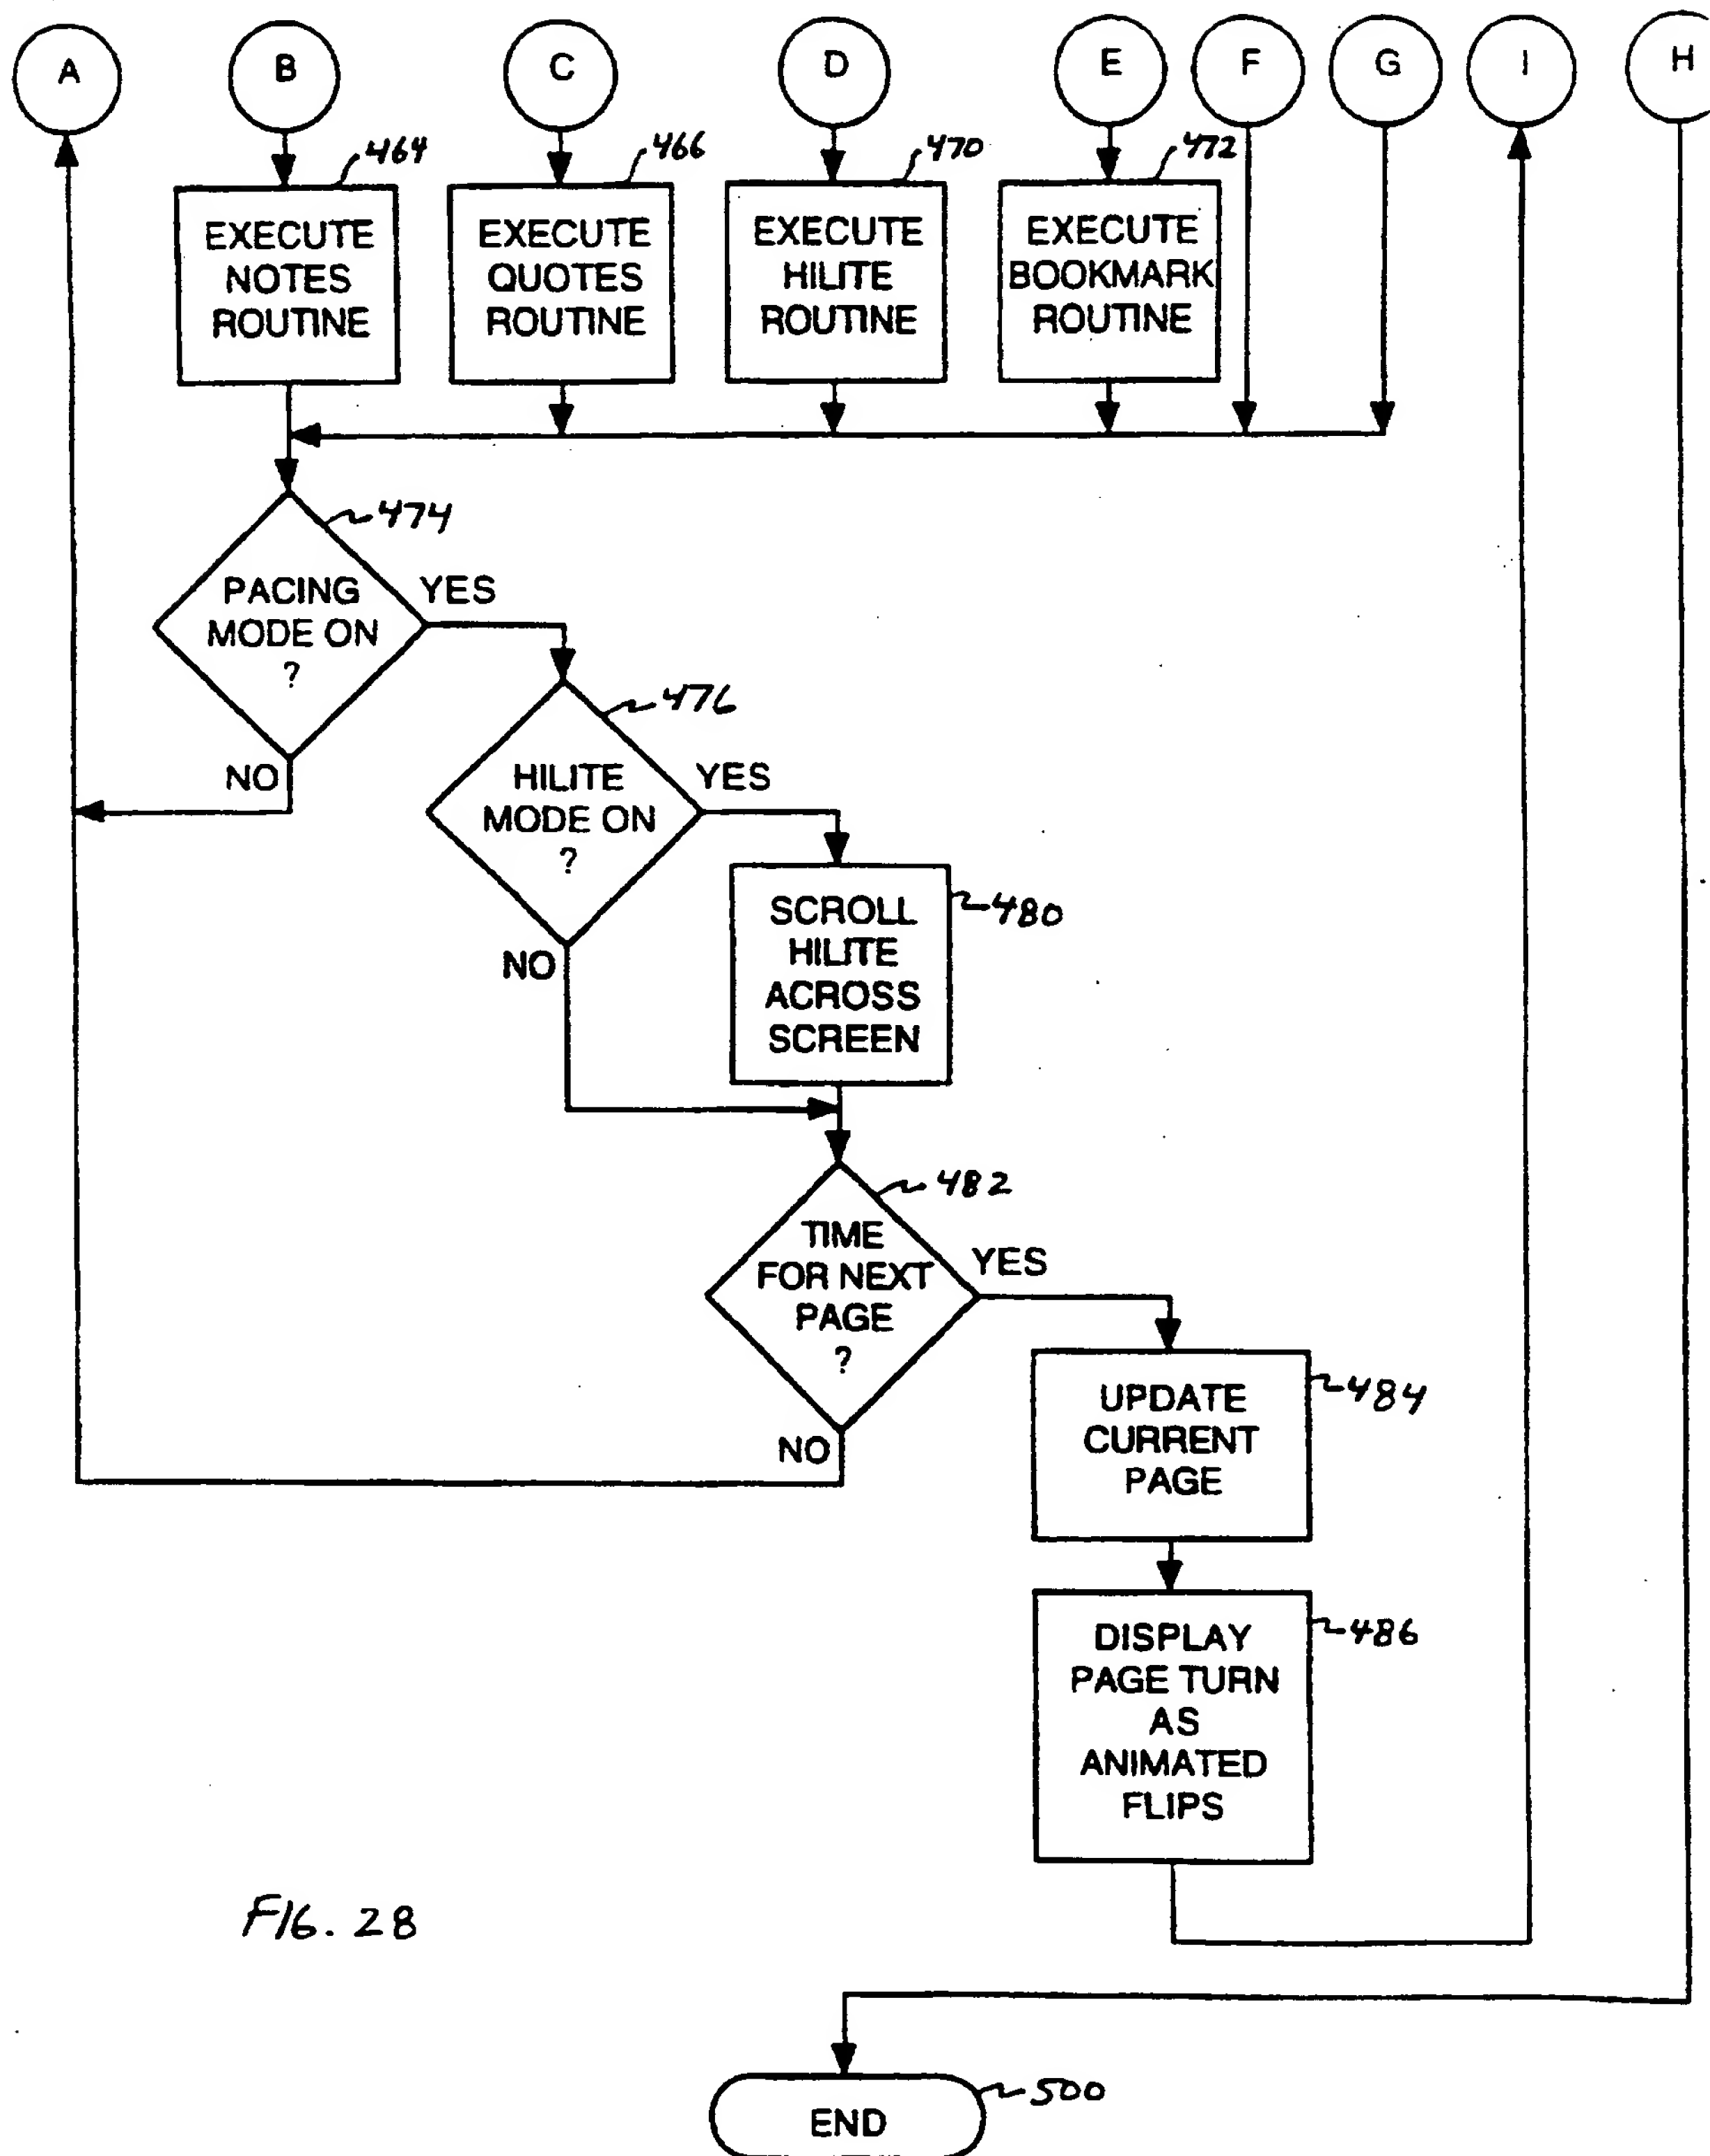 A
B
C
D
E
F
G
I
H
464
466
470
472
EXECUTE
NOTES
ROUTINE
EXECUTE
QUOTES
ROUTINE
EXECUTE
HILITE
ROUTINE
EXECUTE
BOOKMARK
ROUTINE
474
PACING
MODE ON
?
YES
NO
476
HILITE
MODE ON
?
YES
NO
480
SCROLL
HILITE
ACROSS
SCREEN
482
TIME
FOR NEXT
PAGE
?
YES
NO
484
UPDATE
CURRENT
PAGE
486
DISPLAY
PAGE TURN
AS
ANIMATED
FLIPS
FIG. 28
500
END